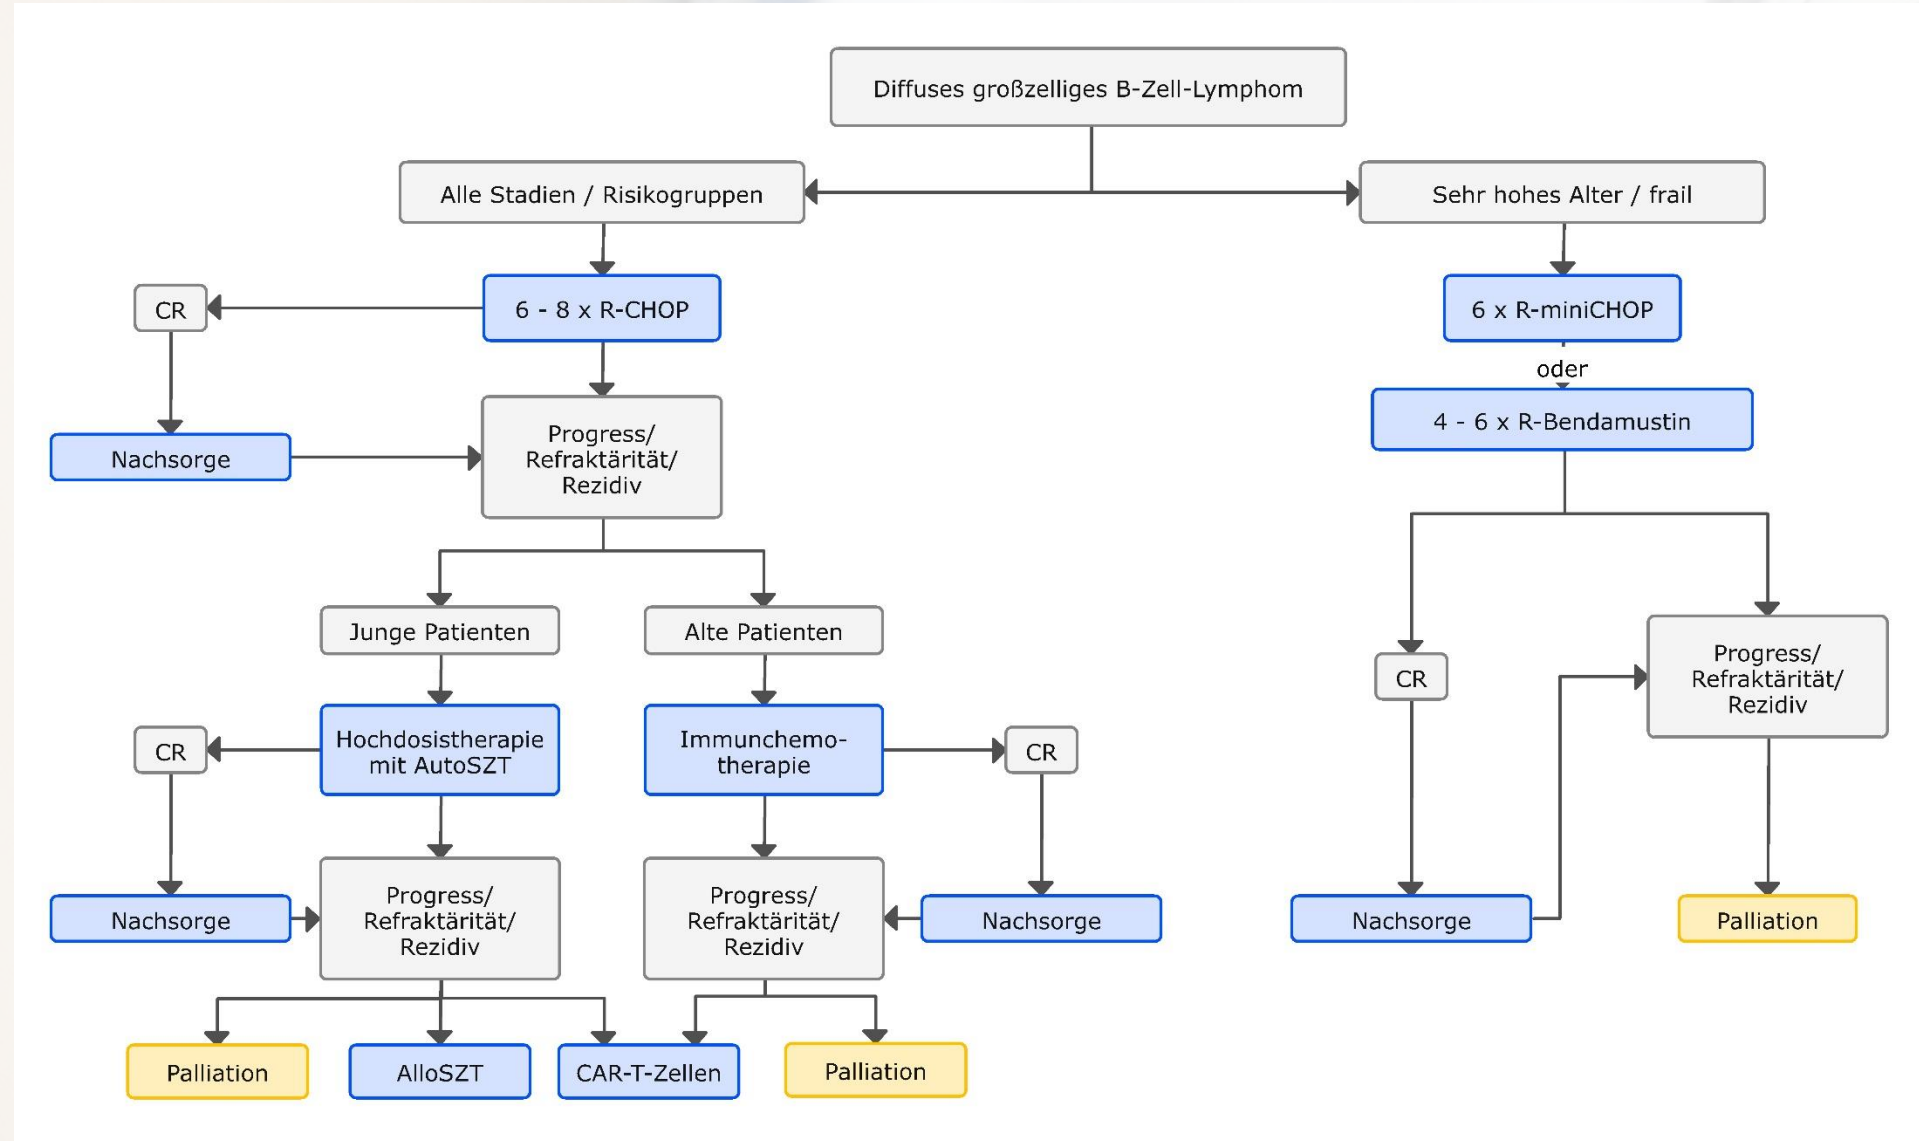 Diffuses großzelliges B-Zell-Lymphom
Alle Stadien / Risikogruppen
Sehr hohes Alter / frail
CR
6 - 8 x R-CHOP
6 x R-miniCHOP
oder
4 - 6 x R-Bendamustin
Nachsorge
Progress/
Refraktärität/
Rezidiv
Junge Patienten
Alte Patienten
CR
Progress/
Refraktärität/
Rezidiv
CR
Hochdosistherapie
mit AutoSZT
Immunchemo-
therapie
CR
Nachsorge
Progress/
Refraktärität/
Rezidiv
Progress/
Refraktärität/
Rezidiv
Nachsorge
Nachsorge
Palliation
Palliation
AlloSZT
CAR-T-Zellen
Palliation